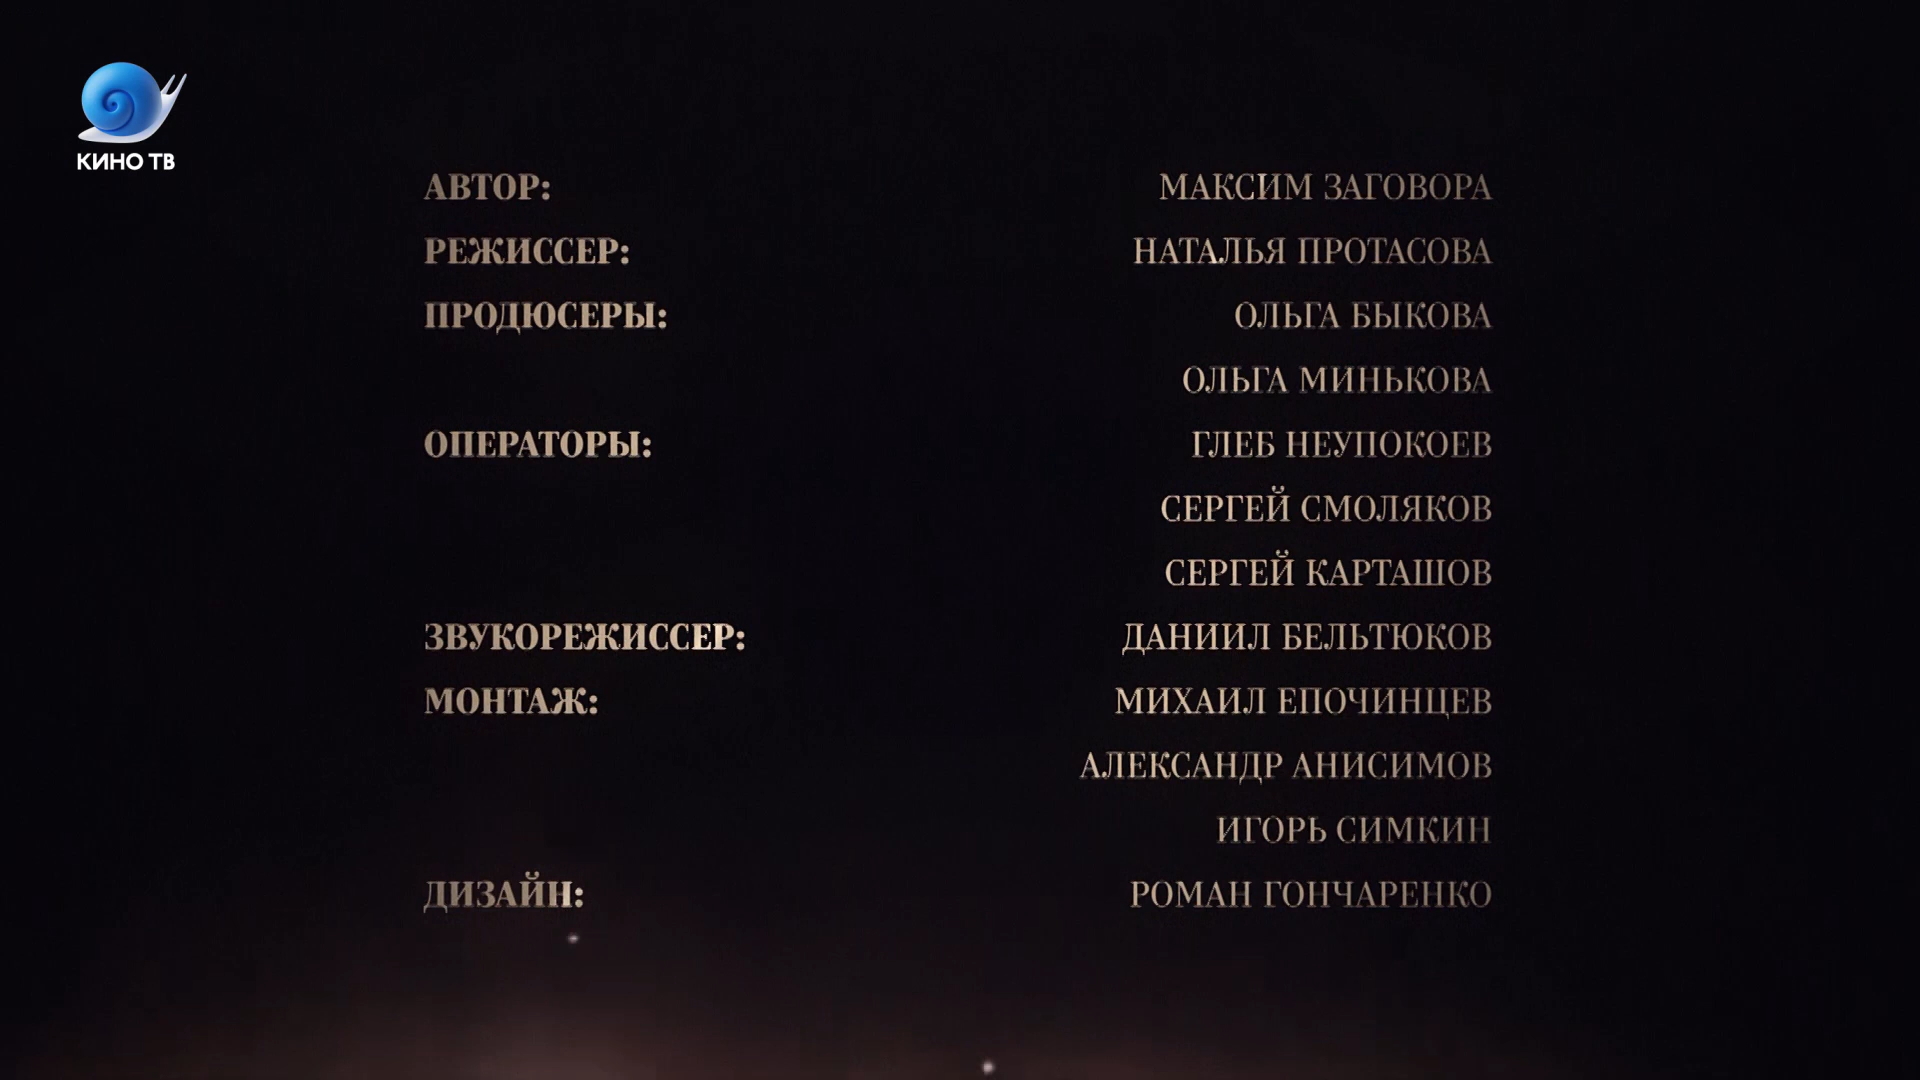 КИНО ТВ
АВТОР: МАКСИМ ЗАГОВОРА
РЕЖИССЕР: НАТАЛЬЯ ПРОТАСОВА
ПРОДЮСЕРЫ: ОЛЬГА БЫКОВА
ОЛЬГА МИНЬКОВА
ОПЕРАТОРЫ: ГЛЕБ НЕУПОКОЕВ
СЕРГЕЙ СМОЛЯКОВ
СЕРГЕЙ КАРТАШОВ
ЗВУКОРЕЖИССЕР: ДАНИИЛ БЕЛЬТЮКОВ
МОНТАЖ: МИХАИЛ ЕПОЧИНЦЕВ
АЛЕКСАНДР АНИСИМОВ
ИГОРЬ СИМКИН
ДИЗАЙН: РОМАН ГОНЧАРЕНКО